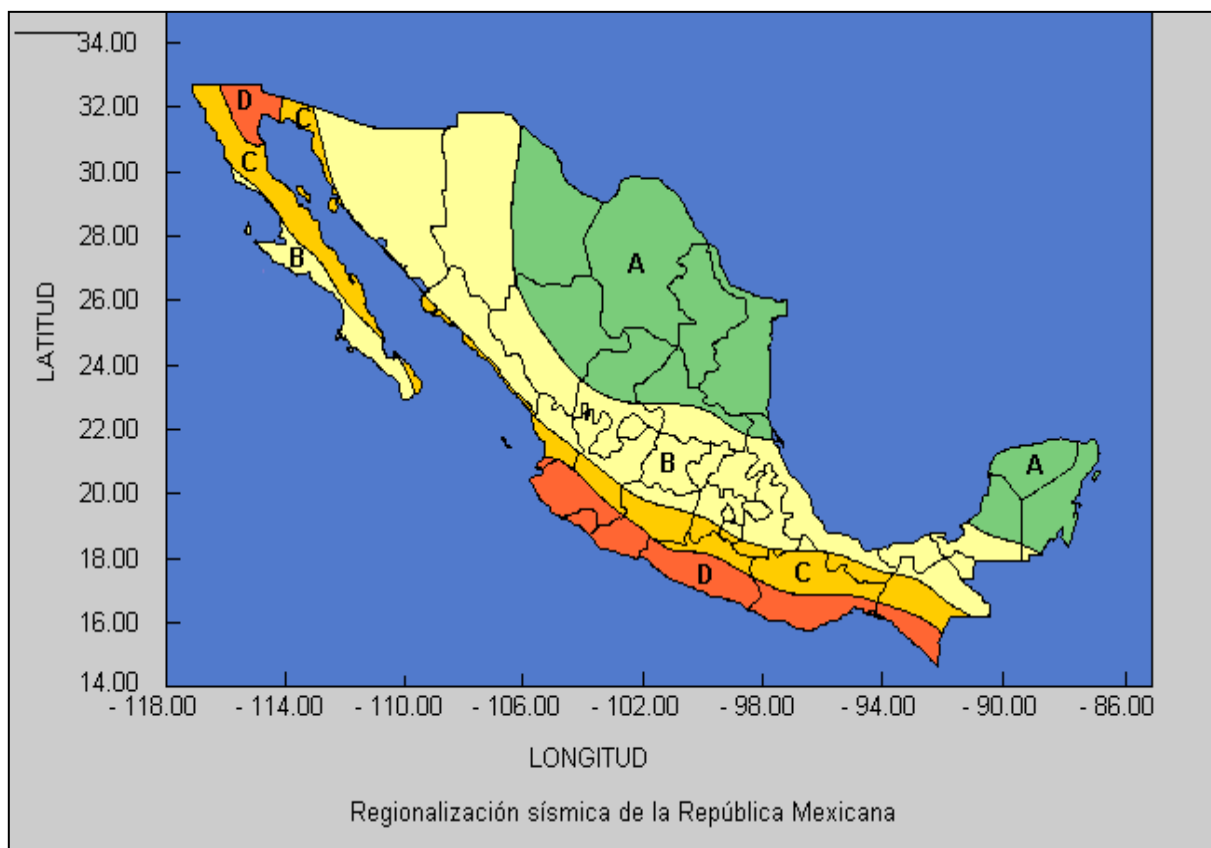 34.00
32.00
30.00
28.00
26.00
24.00
22.00
20.00
18.00
16.00
14.00
LATITUD
D
C
C
B
A
B
A
D
C
- 118.00 - 114.00 - 110.00 - 106.00 - 102.00 - 98.00 - 94.00 - 90.00 - 86.00
LONGITUD
Regionalización sísmica de la República Mexicana